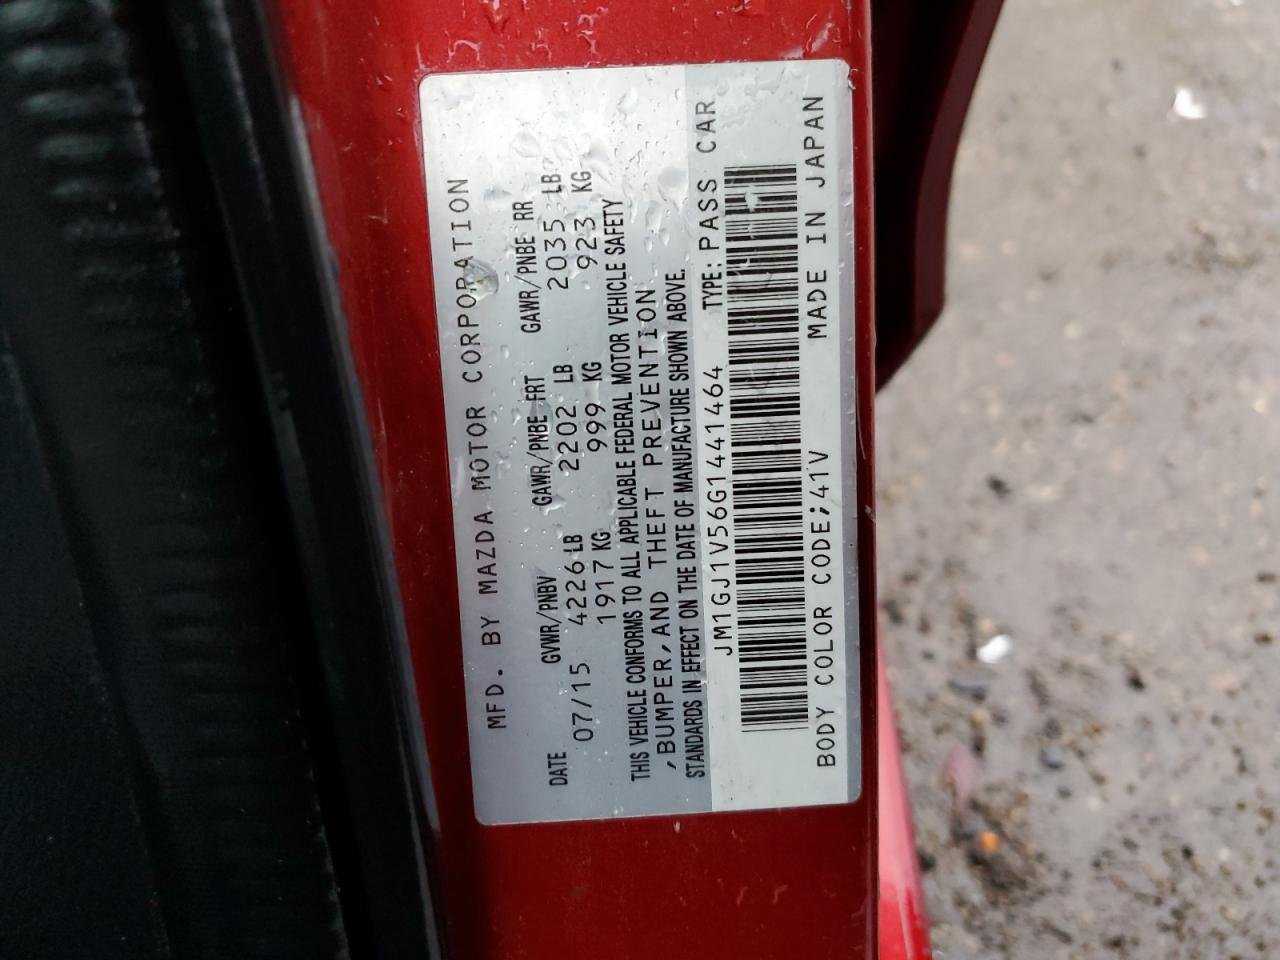 MFD. BY MAZDA MOTOR CORPORATION
DATE GVWR/PNBV GAWR/PNBE FRT GAWR/PNBE RR
07/15 4226 LB 2202 LB 2035 LB
1917 KG 999 KG 923 KG
THIS VEHICLE CONFORMS TO ALL APPLICABLE FEDERAL MOTOR VEHICLE SAFETY
,BUMPER,AND THEFT PREVENTION
STANDARDS IN EFFECT ON THE DATE OF MANUFACTURE SHOWN ABOVE.
JM1GJ1V56G1441464 TYPE: PASS CAR
BODY COLOR CODE;41V MADE IN JAPAN